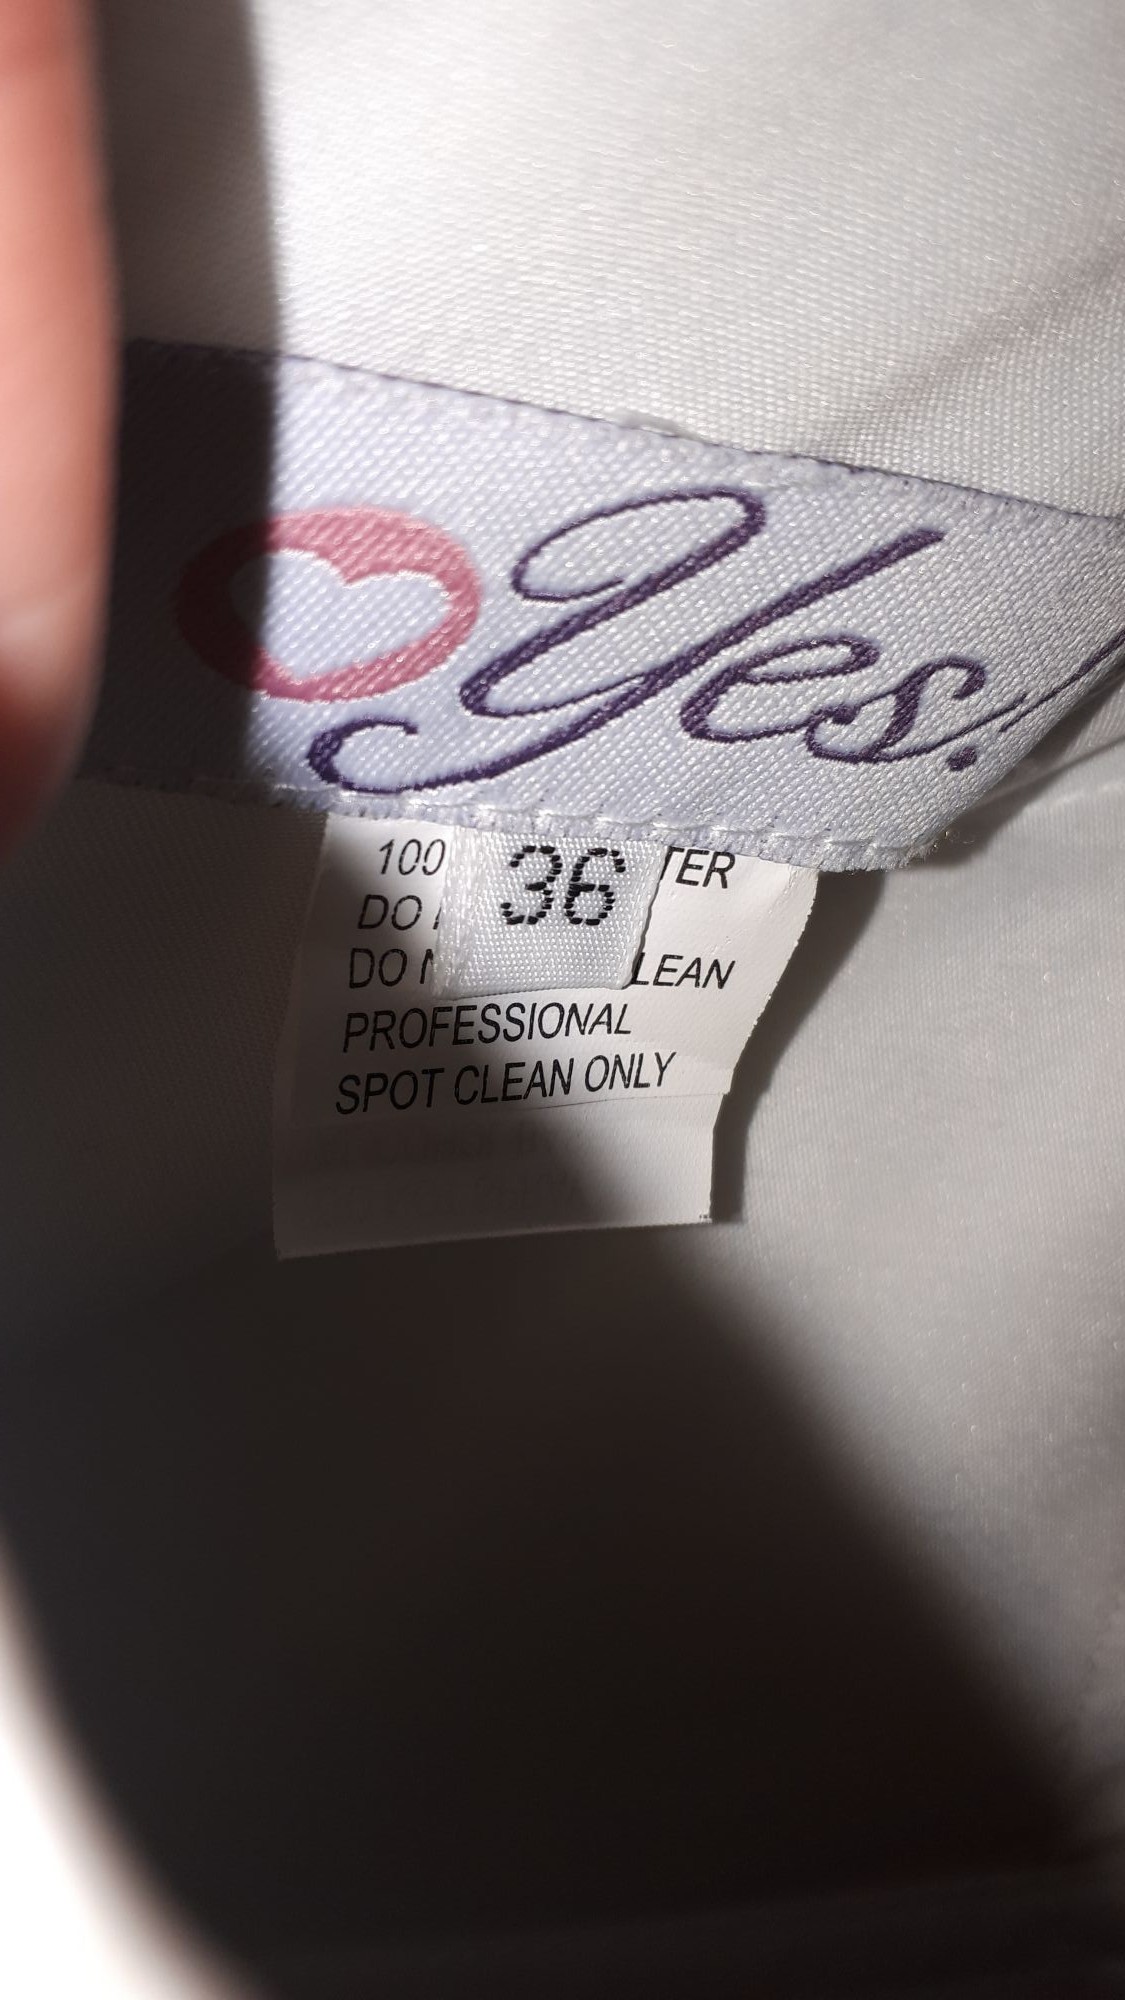 Yes!
36
100 TER
DO
DO LEAN
PROFESSIONAL
SPOT CLEAN ONLY